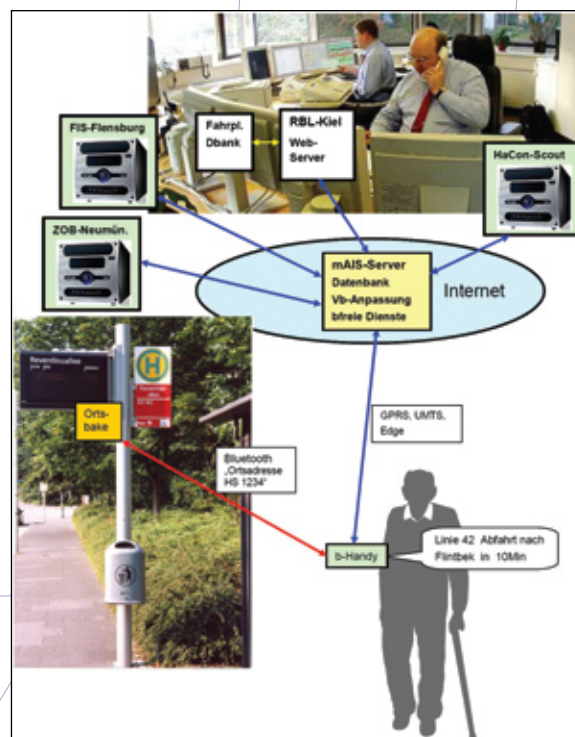 FIS-Flensburg
Fahrpl.
Dbank
RBL-Kiel
Web-
Server
HaCon-Scout
ZOB-Neumün.
mAIS-Server
Datenbank
Vb-Anpassung
bfreie Dienste
Internet
Reventlouallee
H
Orts-
bake
GPRS, UMTS,
Edge
Bluetooth
„Ortsadresse
HS 1234“
b-Handy
Linie 42 Abfahrt nach
Flintbek in 10Min